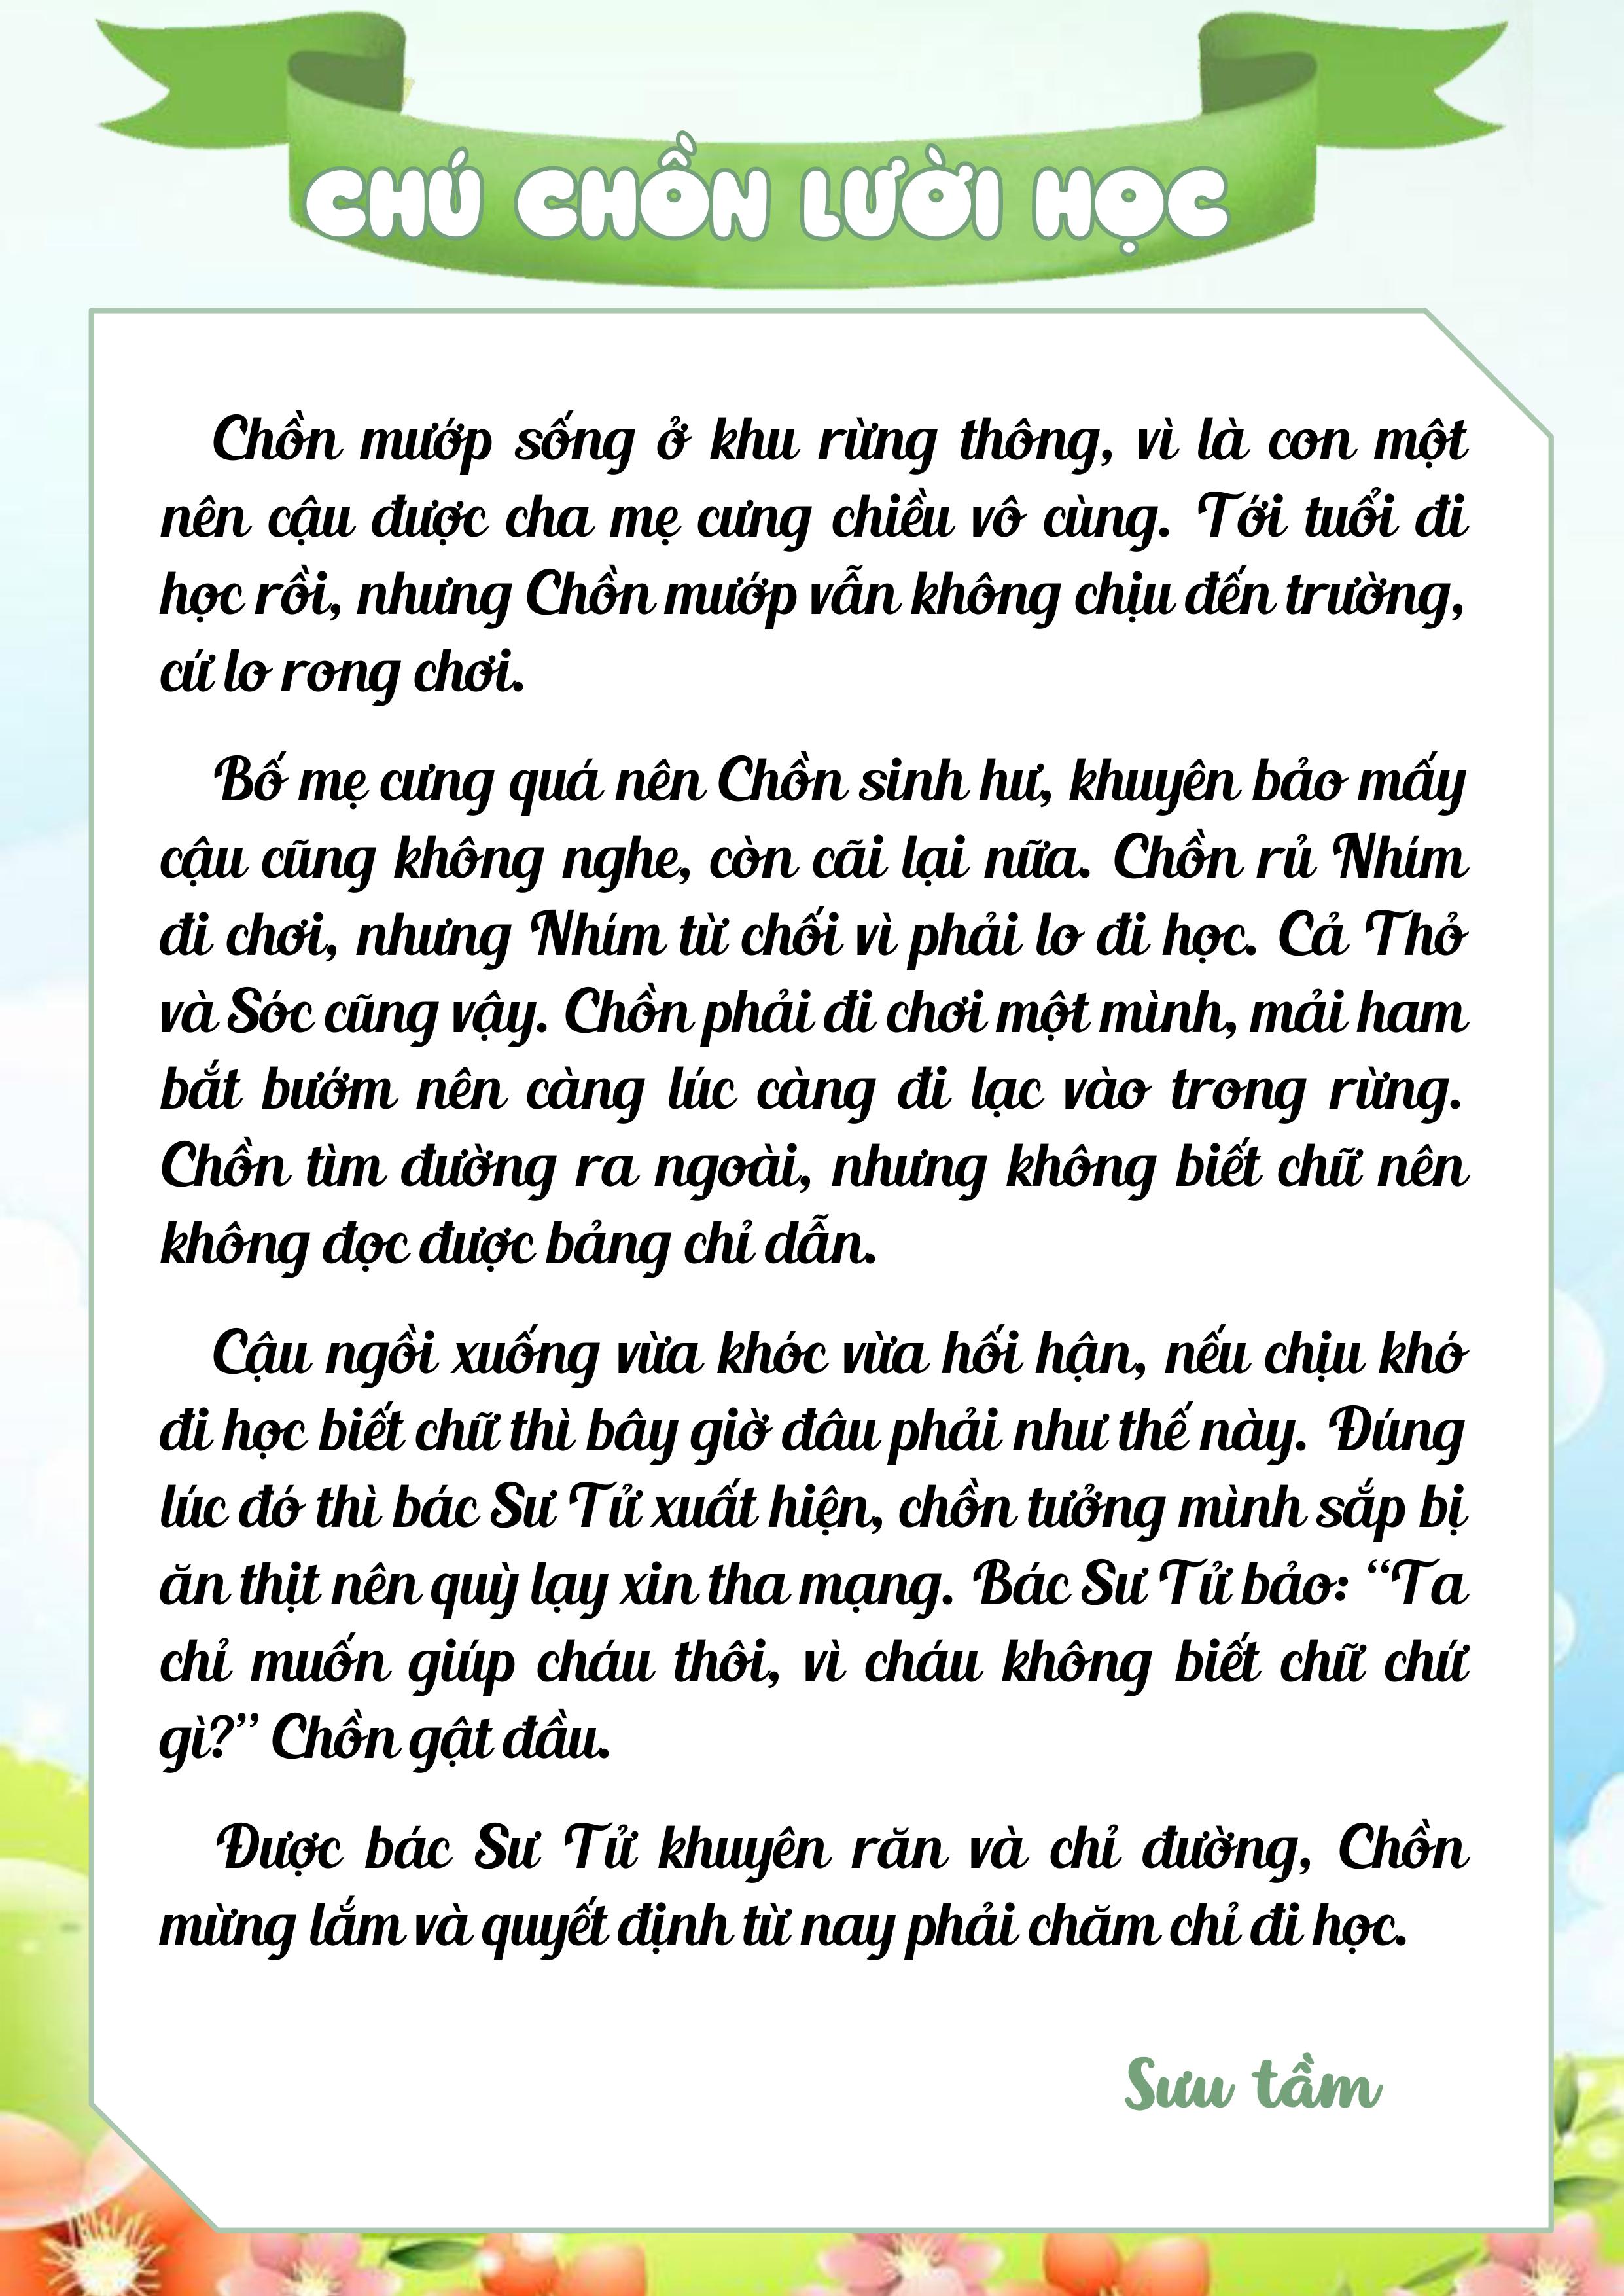 CHÚ CHỒN LƯỜI HỌC
Chồn mướp sống ở khu rừng thông, vì là con một
nên cậu được cha mẹ cưng chiều vô cùng. Tới tuổi đi
học rồi, nhưng Chồn mướp vẫn không chịu đến trường,
cứ lo rong chơi.
Bố mẹ cưng quá nên Chồn sinh hư, khuyên bảo mấy
cậu cũng không nghe, còn cãi lại nữa. Chồn rủ Nhím
đi chơi, nhưng Nhím từ chối vì phải lo đi học. Cả Thỏ
và Sóc cũng vậy. Chồn phải đi chơi một mình, mải ham
bắt bướm nên càng lúc càng đi lạc vào trong rừng.
Chồn tìm đường ra ngoài, nhưng không biết chữ nên
không đọc được bảng chỉ dẫn.
Cậu ngồi xuống vừa khóc vừa hối hận, nếu chịu khó
đi học biết chữ thì bây giờ đâu phải như thế này. Đúng
lúc đó thì bác Sư Tử xuất hiện, chồn tưởng mình sắp bị
ăn thịt nên quỳ lạy xin tha mạng. Bác Sư Tử bảo: “Ta
chỉ muốn giúp cháu thôi, vì cháu không biết chữ chứ
gì?” Chồn gật đầu.
Được bác Sư Tử khuyên răn và chỉ đường, Chồn
mừng lắm và quyết định từ nay phải chăm chỉ đi học.
Sưu tầm